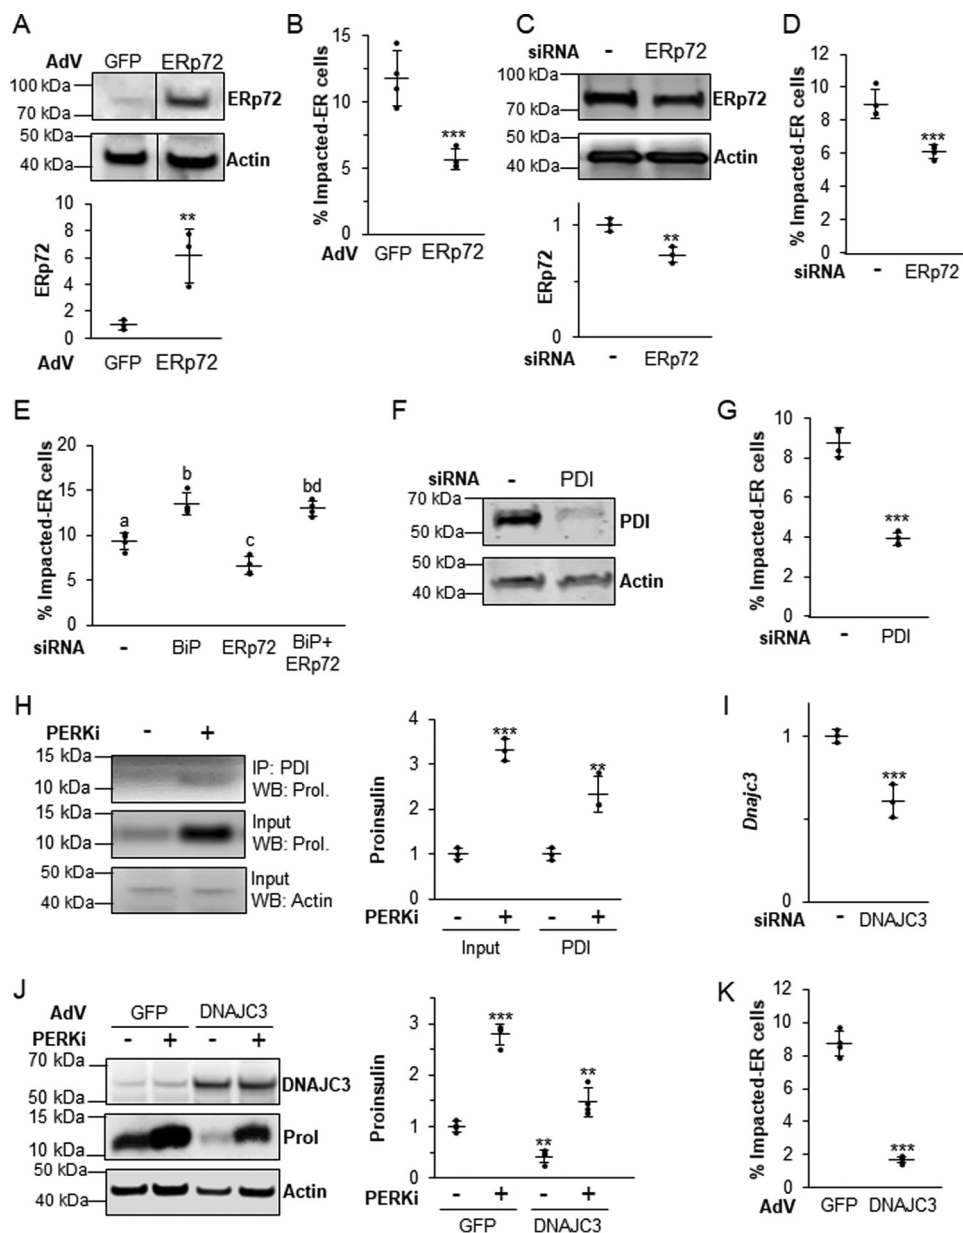 A
AdV GFP ERp72
100 kDa
70 kDa
ERp72
50 kDa
40 kDa
Actin
ERp72
10
8
6
4
2
0
**
AdV GFP ERp72
B
% Impacted-ER cells
15
10
5
0
***
AdV GFP ERp72
C
siRNA - ERp72
100 kDa
70 kDa
ERp72
50 kDa
40 kDa
Actin
ERp72
1
0
**
siRNA - ERp72
D
% Impacted-ER cells
12
10
8
6
4
2
0
***
siRNA - ERp72
E
% Impacted-ER cells
20
15
10
5
0
a b c bd
siRNA - BiP ERp72 BiP+
ERp72
F
siRNA - PDI
70 kDa
50 kDa
PDI
50 kDa
40 kDa
Actin
G
% Impacted-ER cells
10
8
6
4
2
0
***
siRNA - PDI
H
PERKi - +
15 kDa
10 kDa
IP: PDI
WB: ProI.
15 kDa
10 kDa
Input
WB: ProI.
50 kDa
40 kDa
Input
WB: Actin
Proinsulin
4
3
2
1
0
*** **
PERKi - + - +
Input PDI
I
Dnajc3
1
0
***
siRNA - DNAJC3
J
AdV GFP DNAJC3
PERKi - + - +
70 kDa
50 kDa
DNAJC3
15 kDa
10 kDa
ProI
50 kDa
40 kDa
Actin
Proinsulin
3
2
1
0
*** ** **
PERKi - + - +
GFP DNAJC3
K
% Impacted-ER cells
12
10
8
6
4
2
0
***
AdV GFP DNAJC3